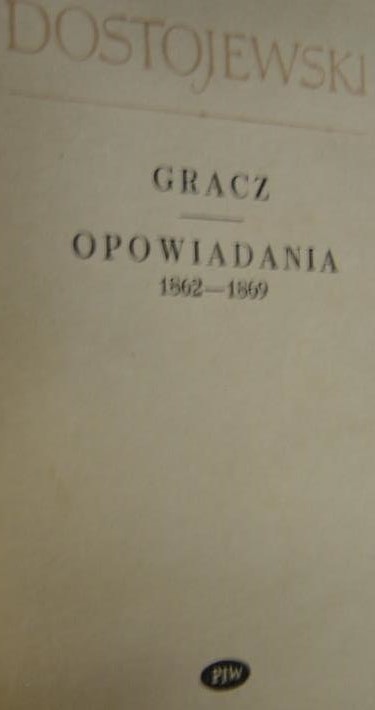 DOSTOJEWSKI
GRACZ
OPOWIADANIA
1862—1869
PIW